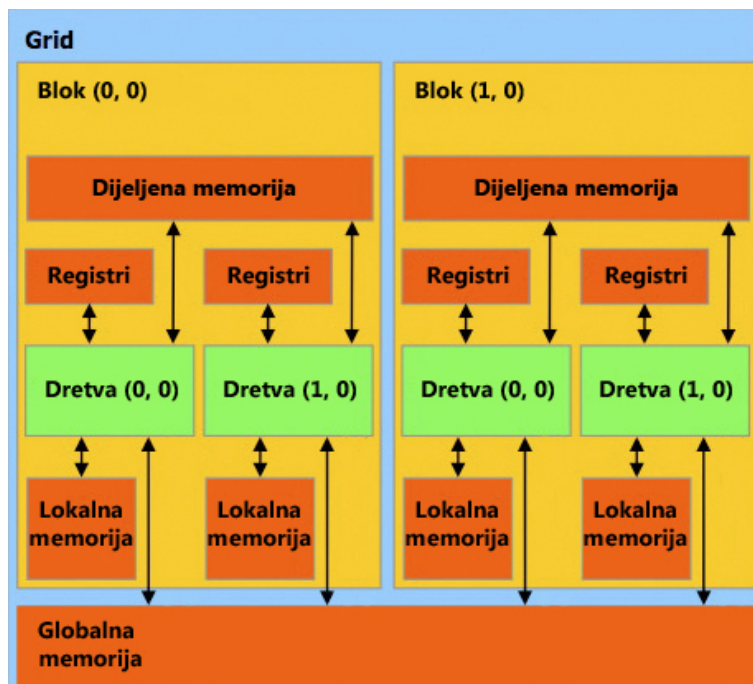 Grid
Blok (0, 0)
Dijeljena memorija
Registri
Registri
Dretva (0, 0)
Dretva (1, 0)
Lokalna
memorija
Lokalna
memorija
Blok (1, 0)
Dijeljena memorija
Registri
Registri
Dretva (0, 0)
Dretva (1, 0)
Lokalna
memorija
Lokalna
memorija
Globalna
memorija